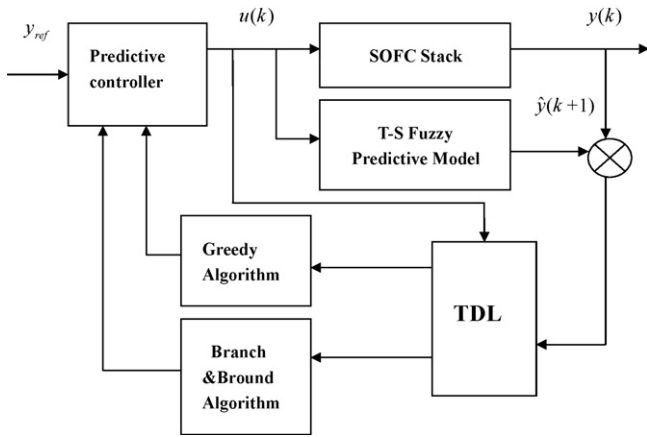 y_ref
u(k)
y(k)
Predictive
controller
SOFC Stack
ŷ(k+1)
T-S Fuzzy
Predictive Model
Greedy
Algorithm
TDL
Branch
&Bround
Algorithm